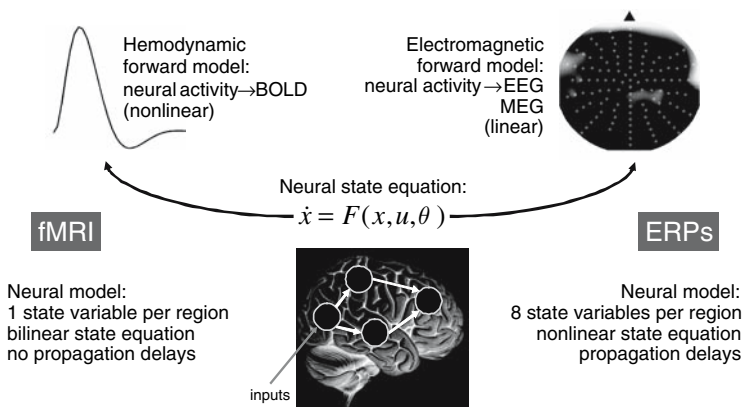 Hemodynamic
forward model:
neural activity→BOLD
(nonlinear)
Electromagnetic
forward model:
neural activity→EEG
MEG
(linear)
Neural state equation:
ẋ = F(x,u,θ)
fMRI
ERPs
Neural model:
1 state variable per region
bilinear state equation
no propagation delays
Neural model:
8 state variables per region
nonlinear state equation
propagation delays
inputs